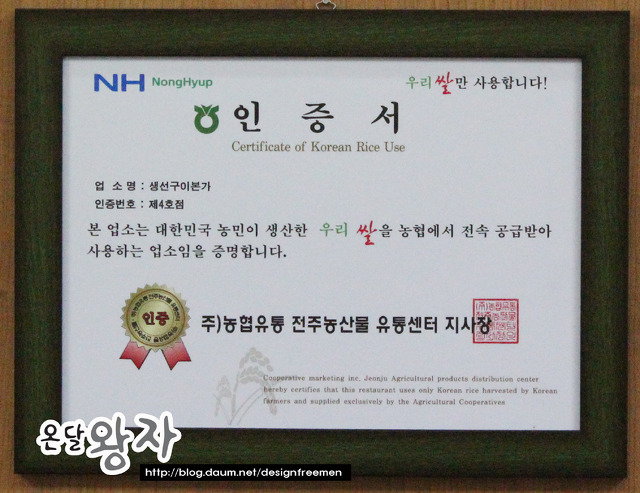 NH NongHyup
우리쌀만 사용합니다!
인 증 서
Certificate of Korean Rice Use
업 소 명 : 생선구이본가
인증번호 : 제4호점
본 업소는 대한민국 농민이 생산한 우리 쌀을 농협에서 전속 공급받아
사용하는 업소임을 증명합니다.
인증
주)농협유통 전주농산물 유통센터 지사장
Cooperative marketing inc. Jeonju Agricultural products distribution center
hereby certifies that this restaurant uses only Korean rice harvested by Korean
farmers and supplied exclusively by the Agricultural Cooperatives
온달왕자
http://blog.daum.net/designfreemen